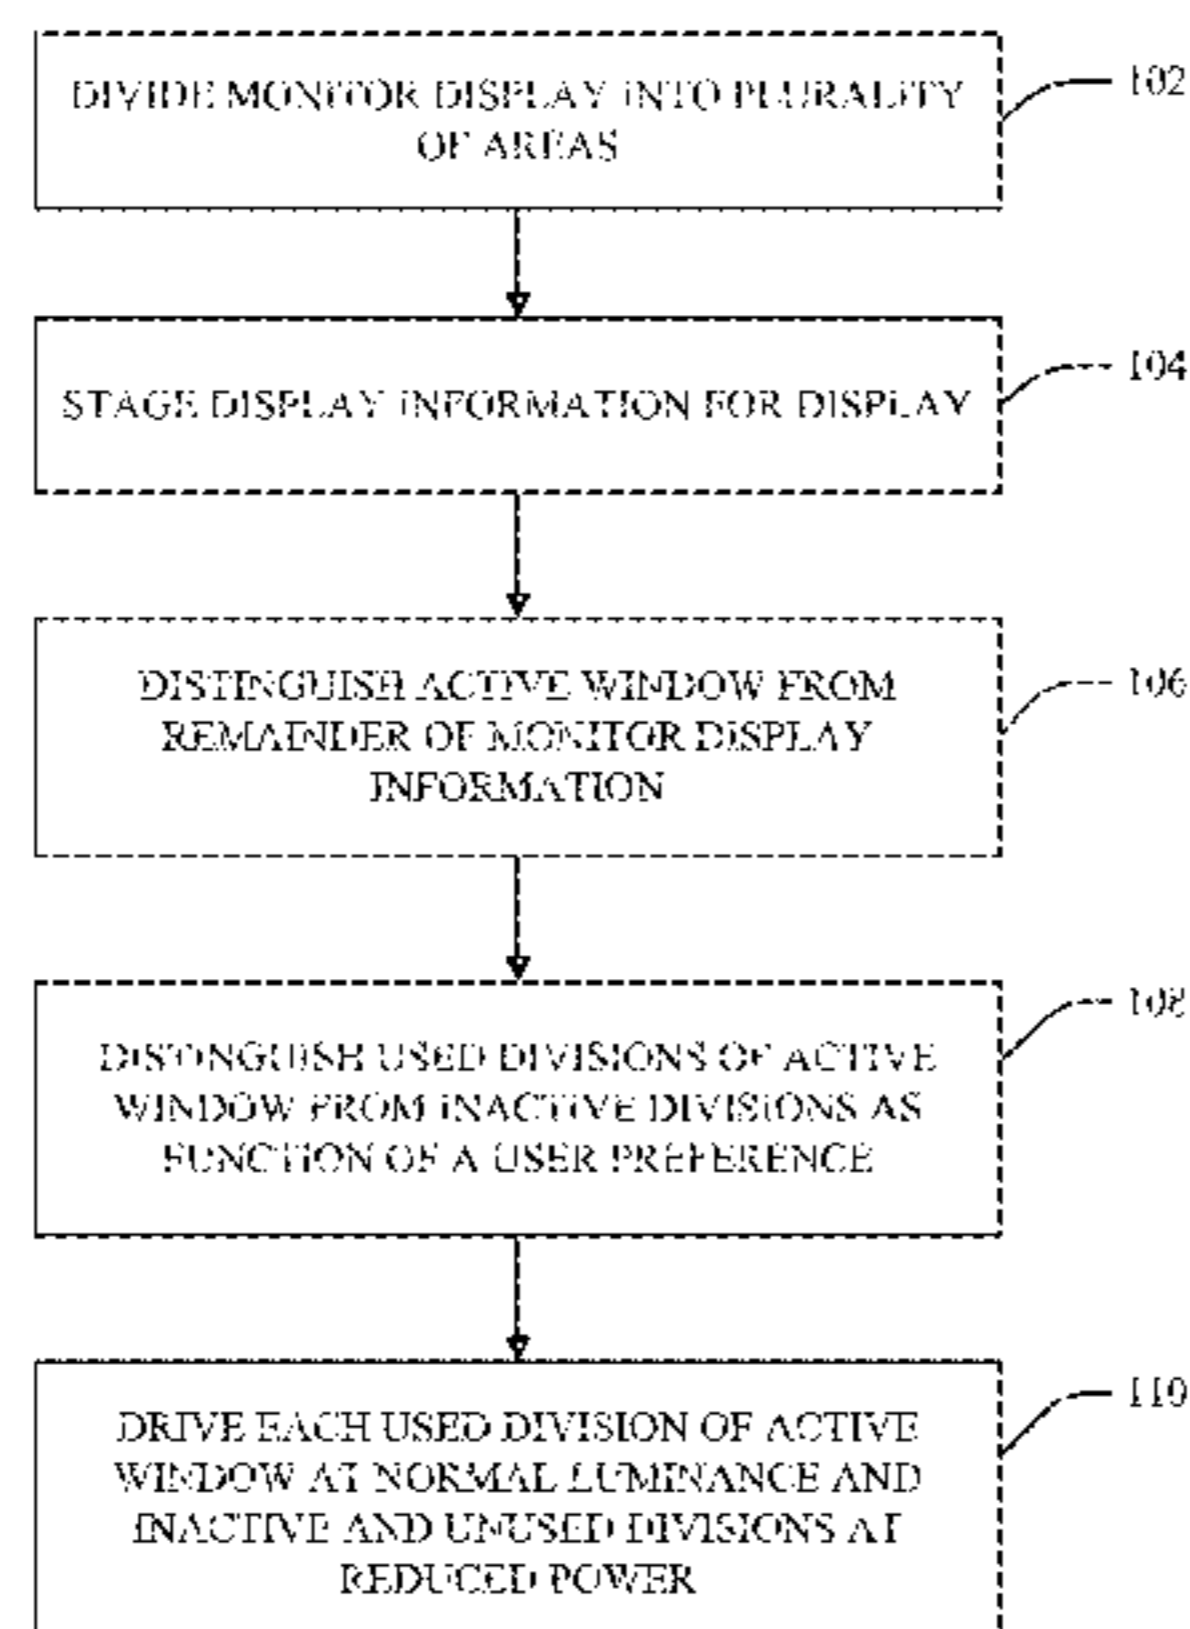 DIVIDE MONITOR DISPLAY INTO PLURALITY
OF AREAS
102
STAGE DISPLAY INFORMATION FOR DISPLAY
104
DISTINGUISH ACTIVE WINDOW FROM
REMAINDER OF MONITOR DISPLAY
INFORMATION
106
DISTINGUISH USED DIVISIONS OF ACTIVE
WINDOW FROM INACTIVE DIVISIONS AS
FUNCTION OF A USER PREFERENCE
108
DRIVE EACH USED DIVISION OF ACTIVE
WINDOW AT NORMAL LUMINANCE AND
INACTIVE AND UNUSED DIVISIONS AT
REDUCED POWER
110